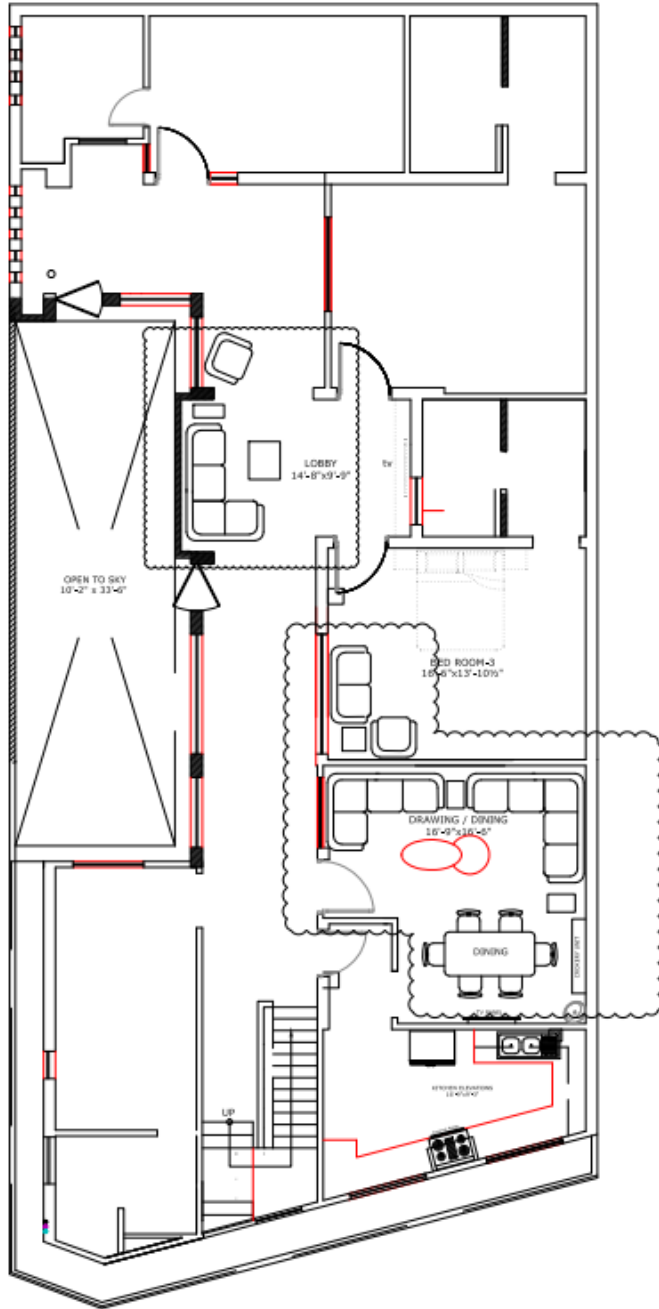 LOBBY
14'-8"x9'-9"
tv
OPEN TO SKY
10'-2" x 33'-6"
BED ROOM-3
16'-6"x13'-10½"
DRAWING / DINING
16'-9"x16'-6"
DINING
CROCKERY UNIT
KITCHEN ELEVATIONS
UP